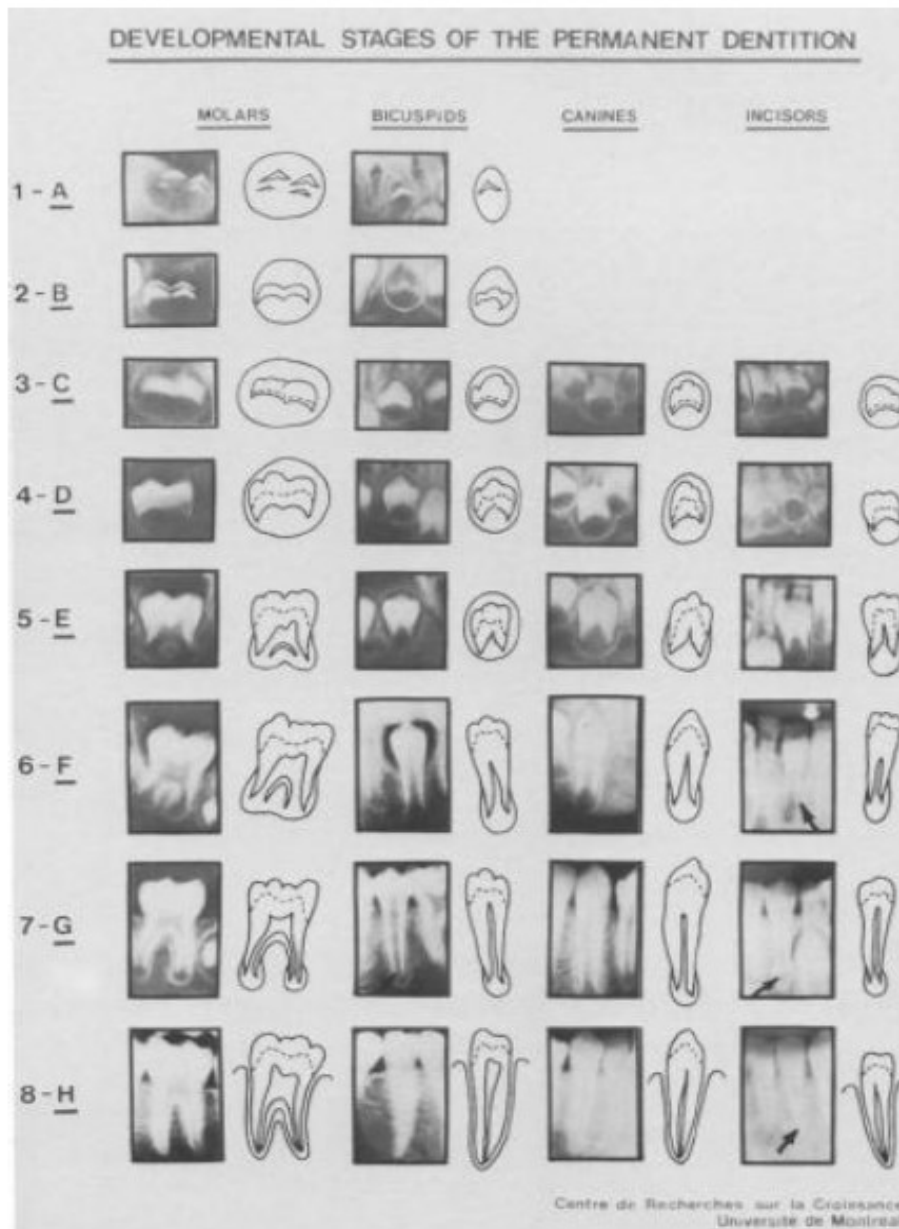 DEVELOPMENTAL STAGES OF THE PERMANENT DENTITION
MOLARS BICUSPIDS CANINES INCISORS
1 - A
2 - B
3 - C
4 - D
5 - E
6 - F
7 - G
8 - H
Centre de Recherches sur la Croissance
Université de Montréal